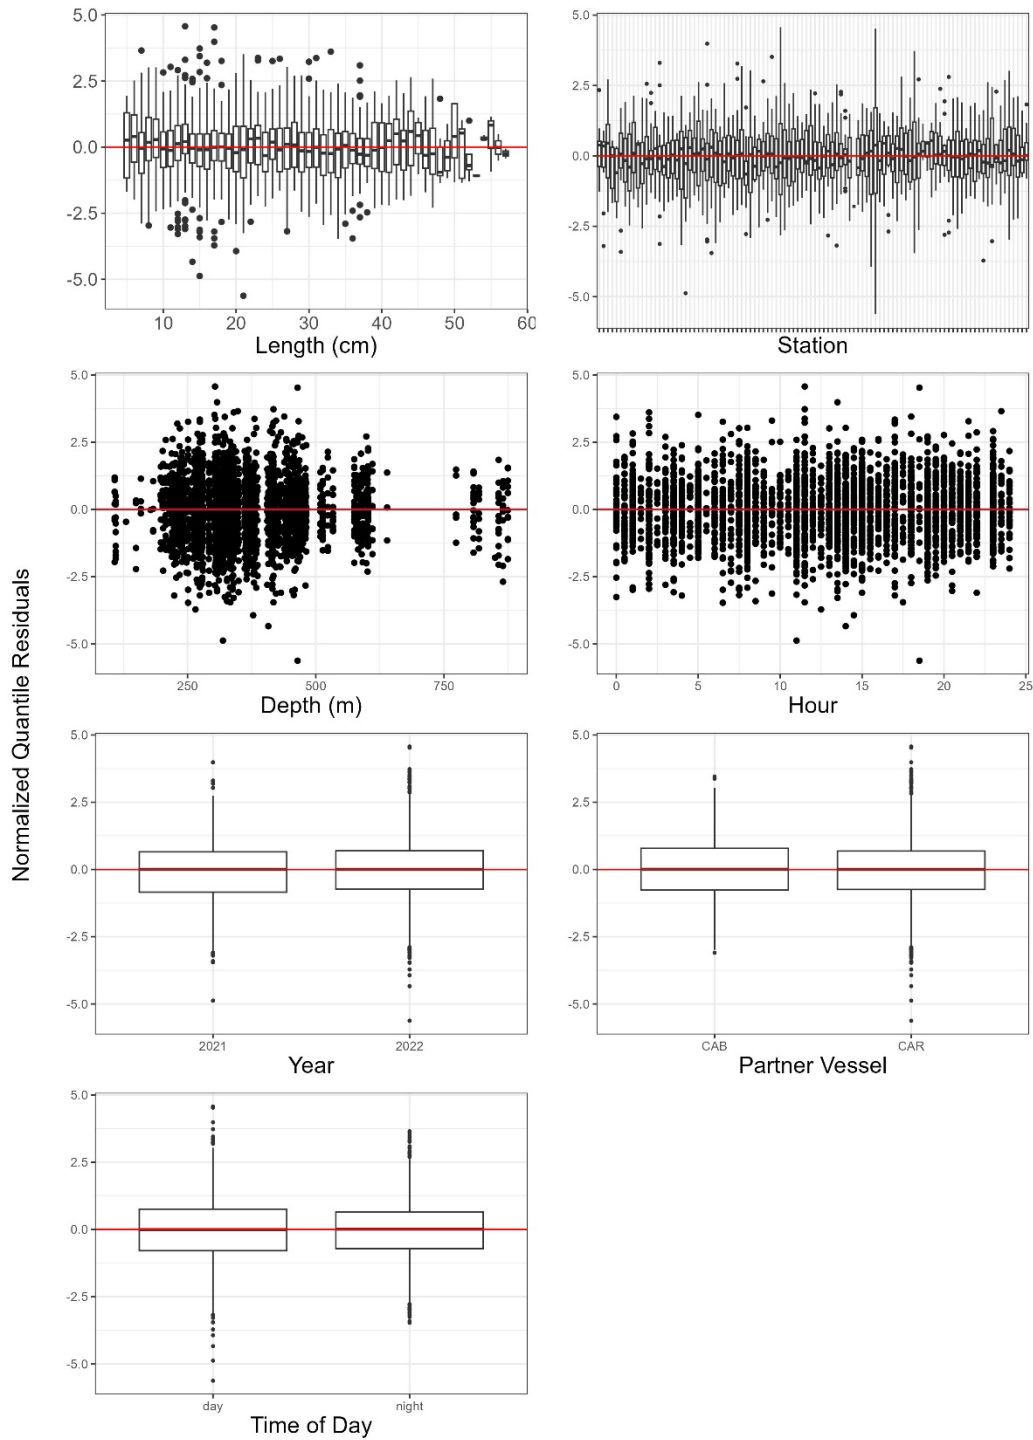 Normalized Quantile Residuals
5.0
2.5
0.0
-2.5
-5.0
10 20 30 40 50 60
Length (cm)
5.0
2.5
0.0
-2.5
-5.0
Station
5.0
2.5
0.0
-2.5
-5.0
250 500 750
Depth (m)
5.0
2.5
0.0
-2.5
-5.0
0 5 10 15 20 25
Hour
5.0
2.5
0.0
-2.5
-5.0
2021 2022
Year
5.0
2.5
0.0
-2.5
-5.0
CAB CAR
Partner Vessel
5.0
2.5
0.0
-2.5
-5.0
day night
Time of Day